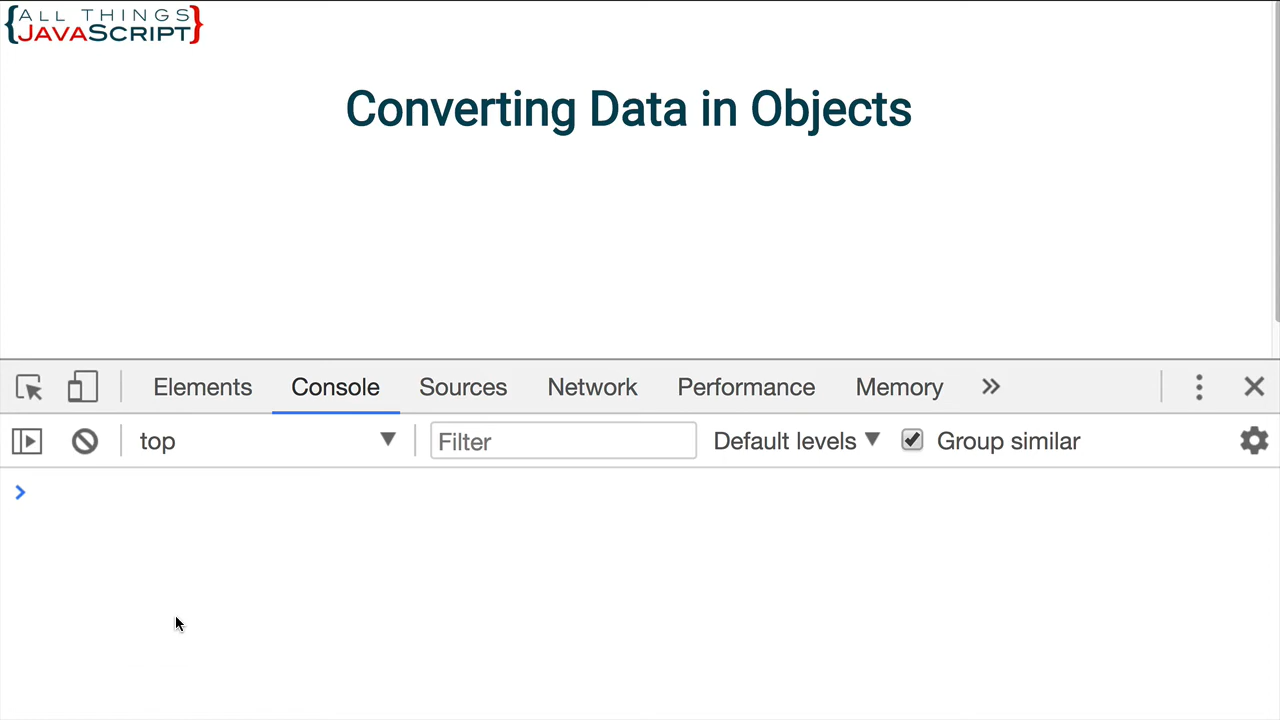 {ALL THINGS
JAVASCRIPT}
Converting Data in Objects
Elements Console Sources Network Performance Memory »
top Filter Default levels Group similar
>